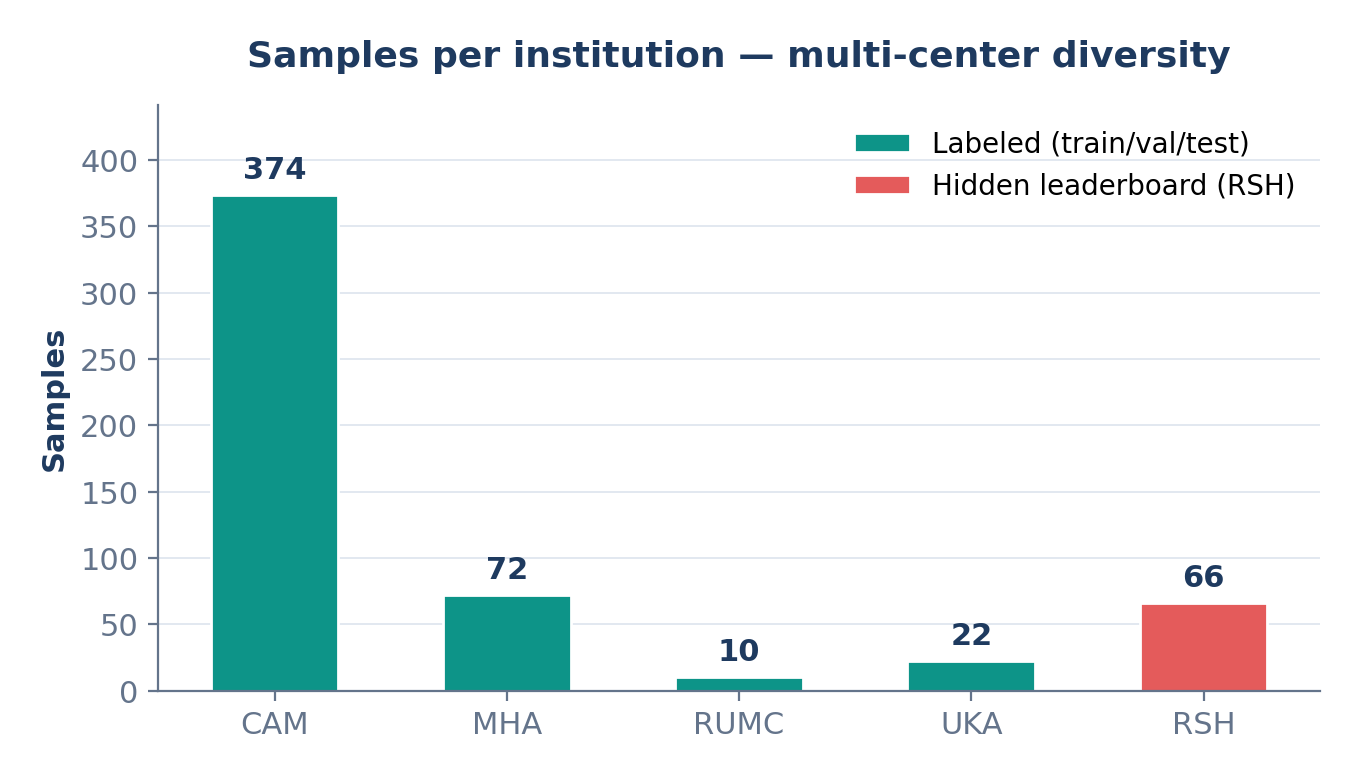 Samples per institution — multi-center diversity
Labeled (train/val/test)
Hidden leaderboard (RSH)
Samples
400
350
300
250
200
150
100
50
0
374
72
10
22
66
CAM
MHA
RUMC
UKA
RSH